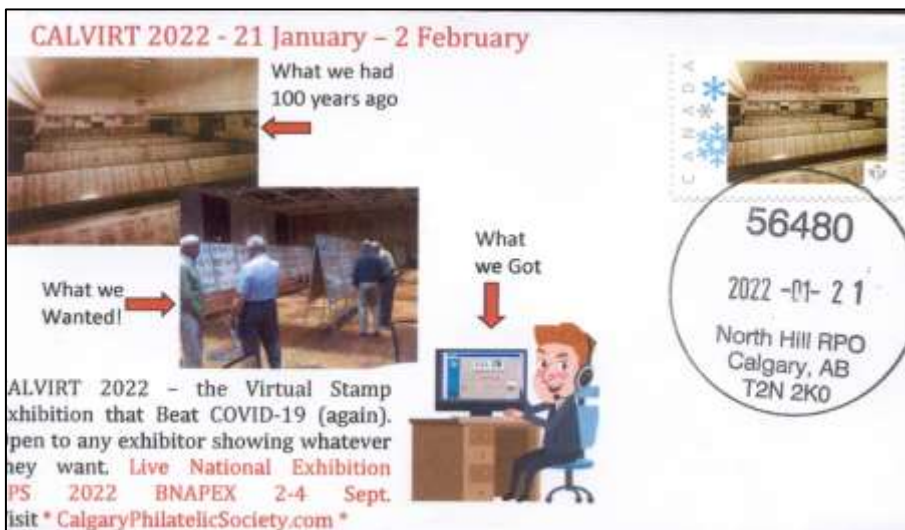 CALVIRT 2022 - 21 January – 2 February
What we had
100 years ago
What we
Wanted!
What
we Got
ALVIRT 2022 – the Virtual Stamp
xhibition that Beat COVID-19 (again).
pen to any exhibitor showing whatever
hey want. Live National Exhibition
PS 2022 BNAPEX 2-4 Sept.
isit * CalgaryPhilatelicSociety.com *
CANADA
CALVIRT 2022
56480
2022 -01- 21
North Hill RPO
Calgary, AB
T2N 2K0